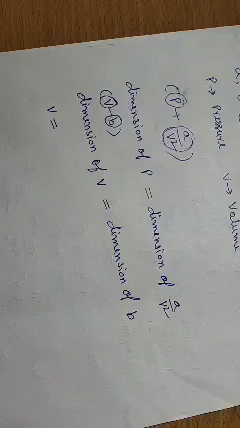 P → Pressure V → Volume
(P + a/V²)
dimension of P = dimension of a/V²
(V-b)
dimension of V = dimension of b
V =